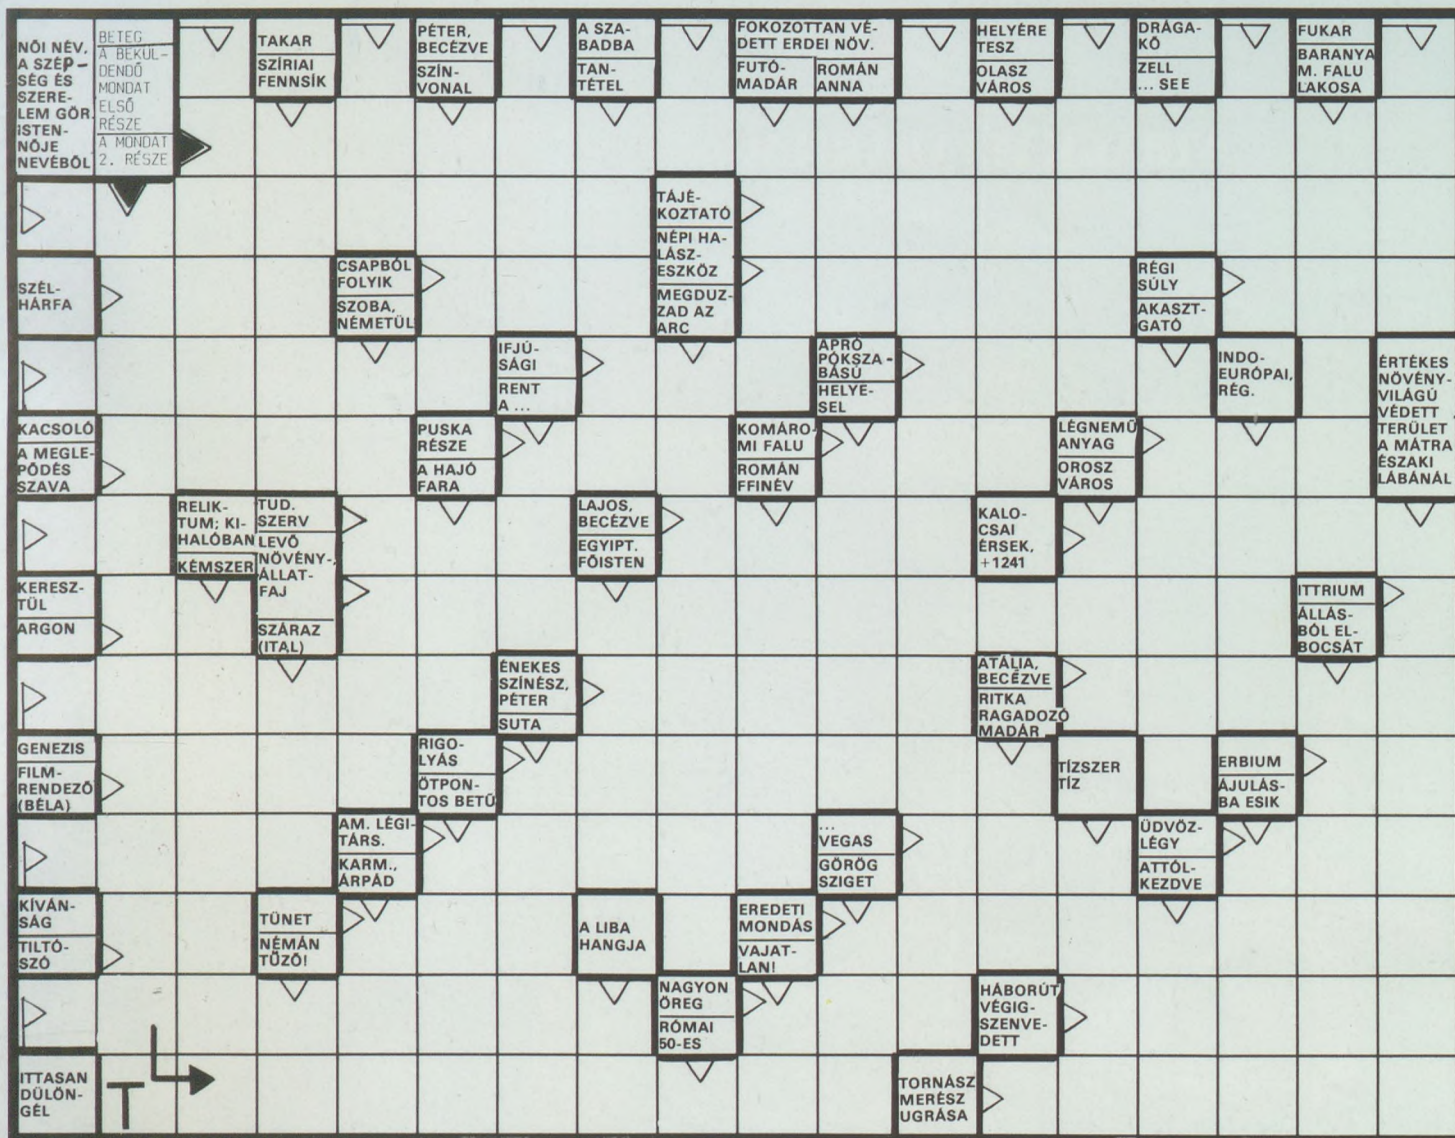 NŐI NÉV,
A SZÉP-
SÉG ÉS
SZERE-
LEM GÖR.
ISTEN-
NŐJE
NEVÉBŐL
BETEG
A BEKÜL-
DENDŐ
MONDAT
ELSŐ
RÉSZE
A MONDAT
2. RÉSZE
TAKAR
SZÍRIAI
FENNSÍK
PÉTER,
BECÉZVE
SZÍN-
VONAL
A SZA-
BADBA
TAN-
TÉTEL
FOKOZOTTAN VÉ-
DETT ERDEI NÖV.
FUTÓ-
MADÁR
ROMÁN
ANNA
HELYÉRE
TESZ
OLASZ
VÁROS
DRÁGA-
KŐ
ZELL
... SEE
FUKAR
BARANYA
M. FALU
LAKOSA
TÁJÉ-
KOZTATÓ
NÉPI HA-
LÁSZ-
ESZKÖZ
MEGDUZ-
ZAD AZ
ARC
SZÉL-
HÁRFA
CSAPBÓL
FOLYIK
SZOBA,
NÉMETÜL
RÉGI
SÚLY
AKASZT-
GATÓ
IFJÚ-
SÁGI
RENT
A ...
APRÓ
PÓKSZA-
BÁSÚ
HELYE-
SEL
INDO-
EURÓPAI,
RÉG.
ÉRTÉKES
NÖVÉNY-
VILÁGÚ
VÉDETT
TERÜLET
A MÁTRA
ÉSZAKI
LÁBÁNÁL
KACSOLÓ
A MEGLE-
PŐDÉS
SZAVA
PUSKA
RÉSZE
A HAJÓ
FARA
KOMÁRO-
MI FALU
ROMÁN
FFINÉV
LÉGNEMŰ
ANYAG
OROSZ
VÁROS
RELIK-
TUM; KI-
HALÓBAN
KÉMSZER
TUD.
SZERV
LEVŐ
NÖVÉNY-,
ÁLLAT-
FAJ
SZÁRAZ
(ITAL)
LAJOS,
BECÉZVE
EGYIPT.
FŐISTEN
KALO-
CSAI
ÉRSEK,
+1241
KERESZ-
TÜL
ARGON
ITTRIUM
ÁLLÁS-
BÓL EL-
BOCSÁT
ÉNEKES
SZÍNÉSZ,
PÉTER
SUTA
ATÁLIA,
BECÉZVE
RITKA
RAGADOZÓ
MADÁR
GENEZIS
FILM-
RENDEZŐ
(BÉLA)
RIGO-
LYÁS
ÖTPON-
TOS BETŰ
TÍZSZER
TÍZ
ERBIUM
ÁJULÁS-
BA ESIK
AM. LÉGI-
TÁRS.
KARM.,
ÁRPÁD
...
VEGAS
GÖRÖG
SZIGET
ÜDVÖZ-
LÉGY
ATTÓL-
KEZDVE
KÍVÁN-
SÁG
TILTÓ-
SZÓ
TÜNET
NÉMÁN
TŰZŐ!
A LIBA
HANGJA
EREDETI
MONDÁS
VAJAT-
LAN!
NAGYON
ÖREG
RÓMAI
50-ES
HÁBORÚT
VÉGIG-
SZENVE-
DETT
ITTASAN
DÜLÖN-
GÉL
T
TORNÁSZ
MERÉSZ
UGRÁSA